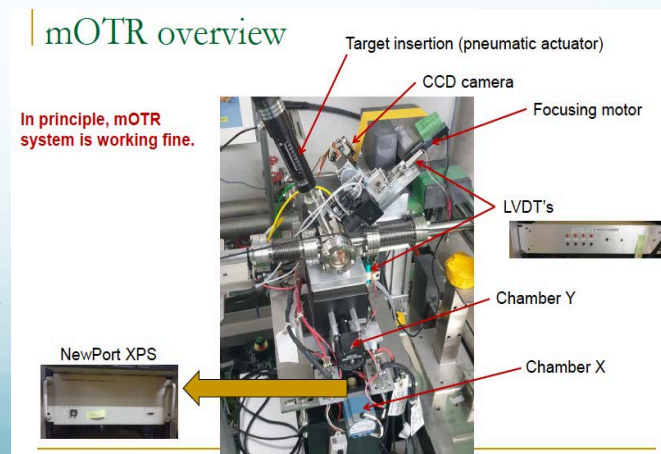 mOTR overview
Target insertion (pneumatic actuator)
CCD camera
Focusing motor
In principle, mOTR
system is working fine.
LVDT's
Chamber Y
NewPort XPS
Chamber X